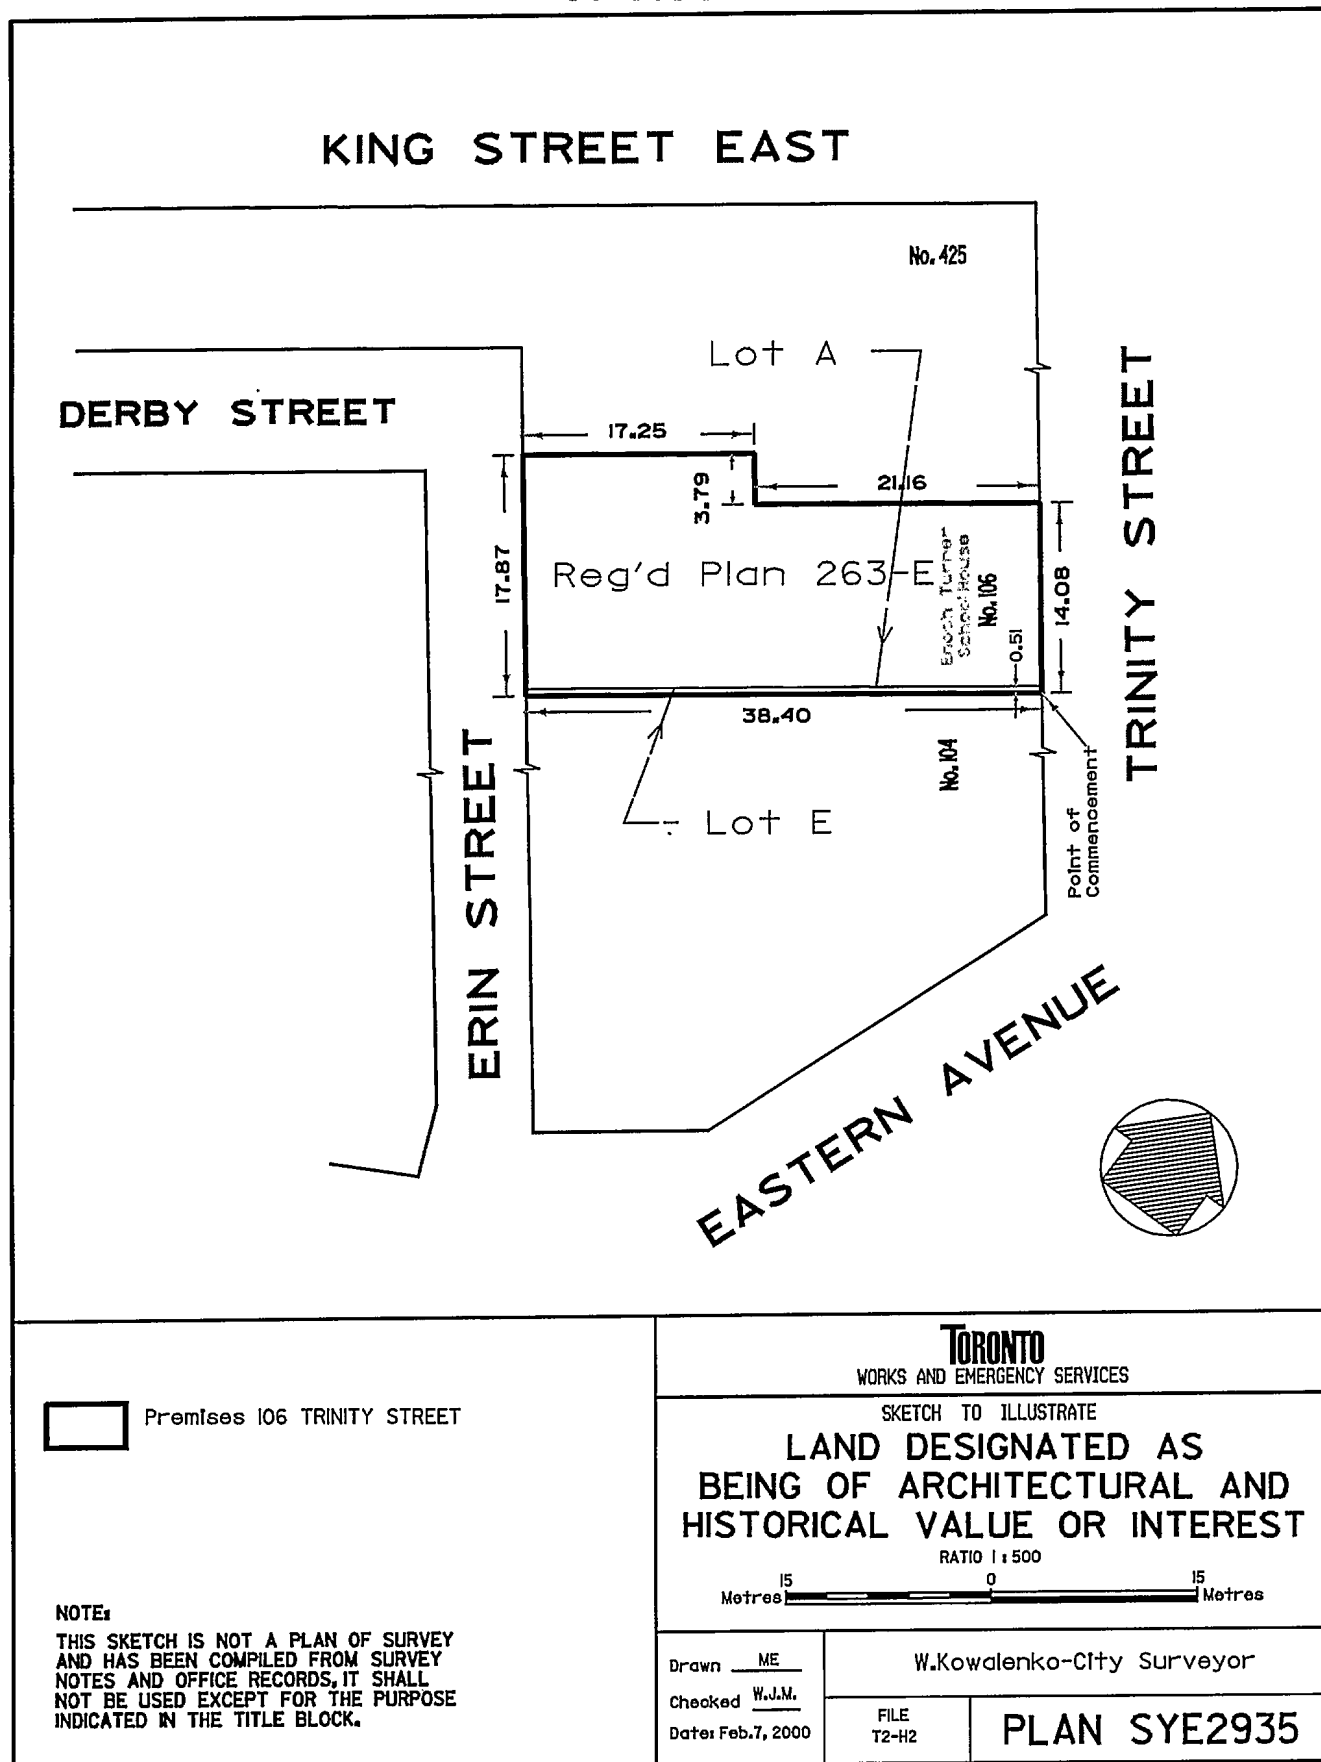 KING STREET EAST
No. 425
Lot A
DERBY STREET
TRINITY STREET
17.25
3.79
21.16
17.87
Reg'd Plan 263-E
Enoch Turner
School House
No. 106
0.51
14.08
38.40
No. 104
Lot E
Point of
Commencement
ERIN STREET
EASTERN AVENUE
Premises 106 TRINITY STREET
NOTE:
THIS SKETCH IS NOT A PLAN OF SURVEY
AND HAS BEEN COMPILED FROM SURVEY
NOTES AND OFFICE RECORDS, IT SHALL
NOT BE USED EXCEPT FOR THE PURPOSE
INDICATED IN THE TITLE BLOCK.
TORONTO
WORKS AND EMERGENCY SERVICES
SKETCH TO ILLUSTRATE
LAND DESIGNATED AS
BEING OF ARCHITECTURAL AND
HISTORICAL VALUE OR INTEREST
RATIO 1:500
15 0 15
Metres Metres
Drawn ME
Checked W.J.M.
Date: Feb. 7, 2000
W.Kowalenko-City Surveyor
FILE
T2-H2
PLAN SYE2935